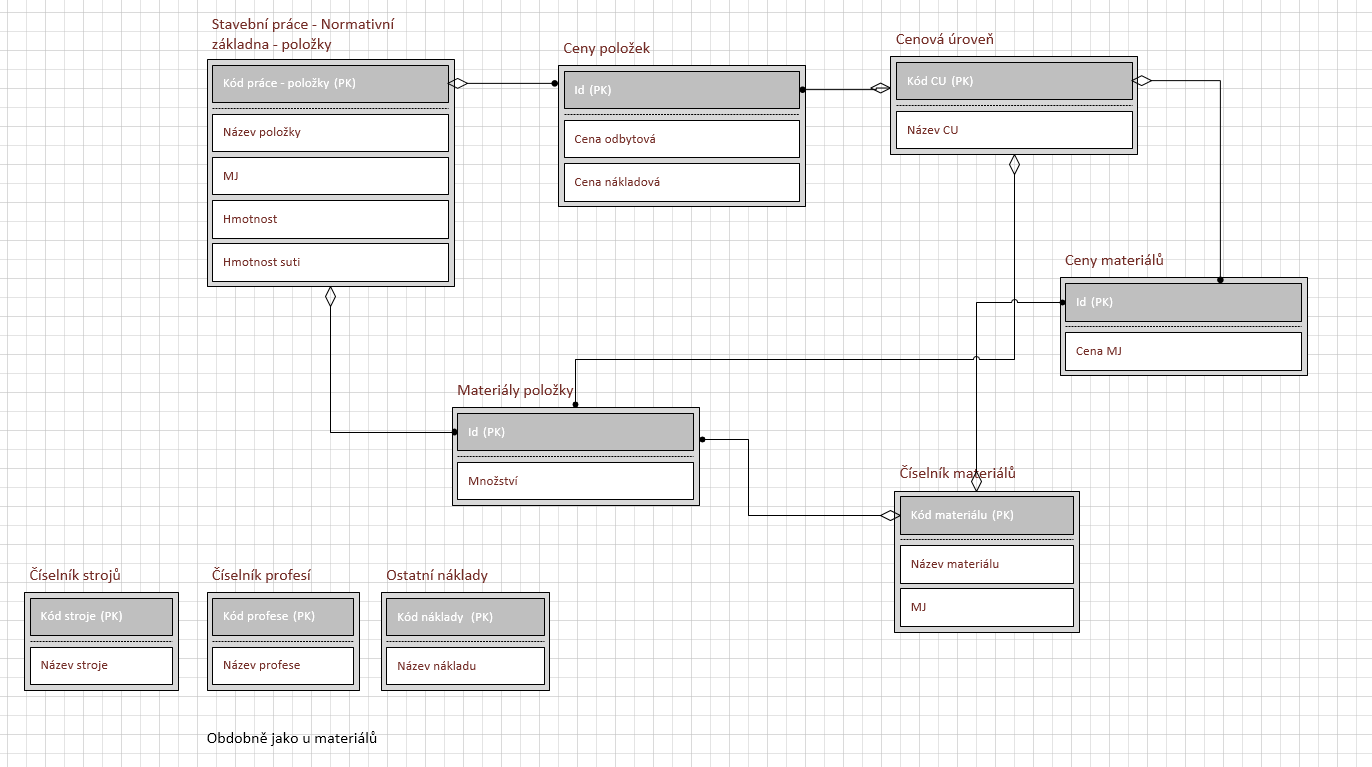 Stavební práce - Normativní
základna - položky
Kód práce - položky (PK)
Název položky
MJ
Hmotnost
Hmotnost suti
Ceny položek
Id (PK)
Cena odbytová
Cena nákladová
Cenová úroveň
Kód CU (PK)
Název CU
Ceny materiálů
Id (PK)
Cena MJ
Materiály položky
Id (PK)
Množství
Číselník materiálů
Kód materiálu (PK)
Název materiálu
MJ
Číselník strojů
Kód stroje (PK)
Název stroje
Číselník profesí
Kód profese (PK)
Název profese
Ostatní náklady
Kód náklady (PK)
Název nákladu
Obdobně jako u materiálů